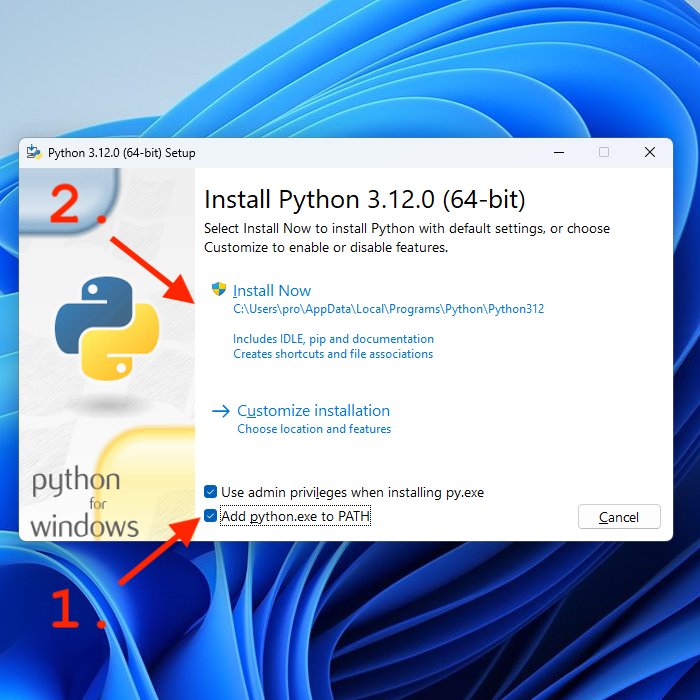 Python 3.12.0 (64-bit) Setup
2.
Install Python 3.12.0 (64-bit)
Select Install Now to install Python with default settings, or choose
Customize to enable or disable features.
Install Now
C:\Users\pro\AppData\Local\Programs\Python\Python312
Includes IDLE, pip and documentation
Creates shortcuts and file associations
Customize installation
Choose location and features
python
for
windows
Use admin privileges when installing py.exe
Add python.exe to PATH
Cancel
1.